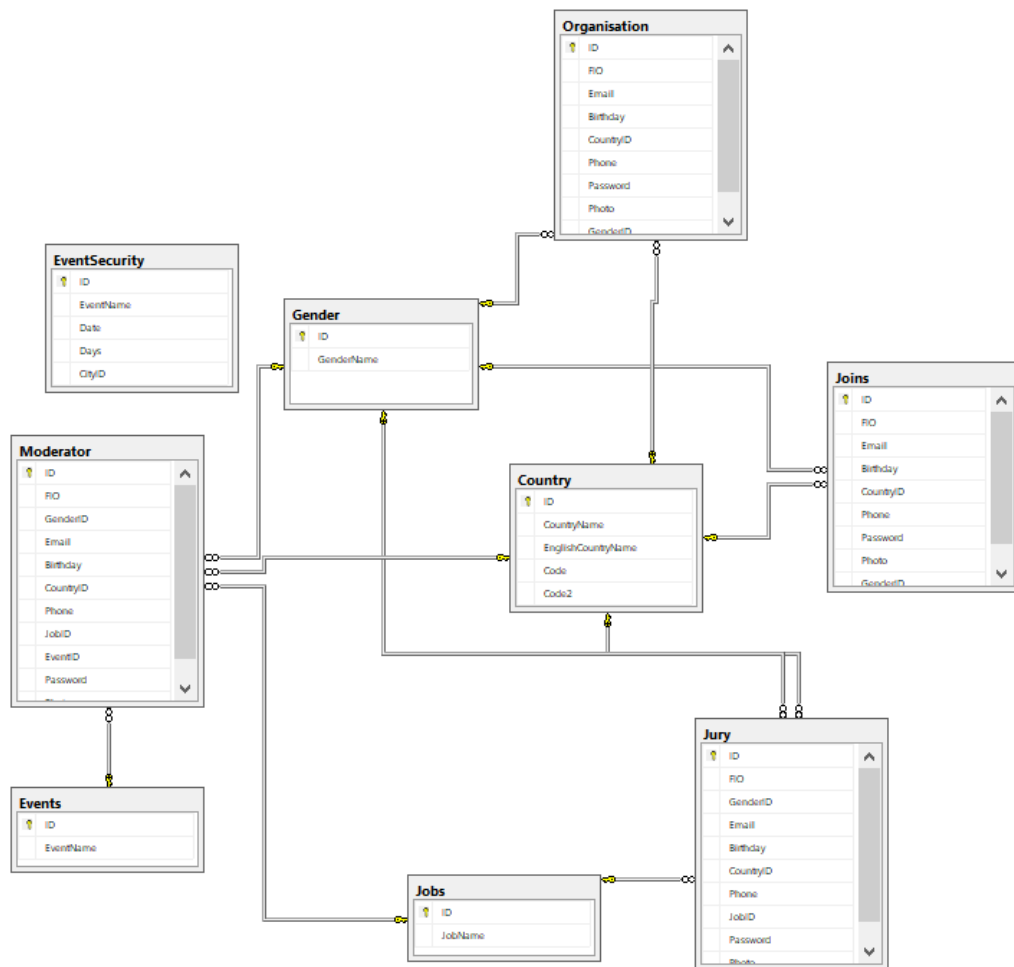 Organisation
ID
FIO
Email
Birthday
CountryID
Phone
Password
Photo
GenderID
EventSecurity
ID
EventName
Date
Days
CityID
Gender
ID
GenderName
Joins
ID
FIO
Email
Birthday
CountryID
Phone
Password
Photo
GenderID
Moderator
ID
FIO
GenderID
Email
Birthday
CountryID
Phone
JobID
EventID
Password
Country
ID
CountryName
EnglishCountryName
Code
Code2
Events
ID
EventName
Jury
ID
FIO
GenderID
Email
Birthday
CountryID
Phone
JobID
Password
Photo
Jobs
ID
JobName